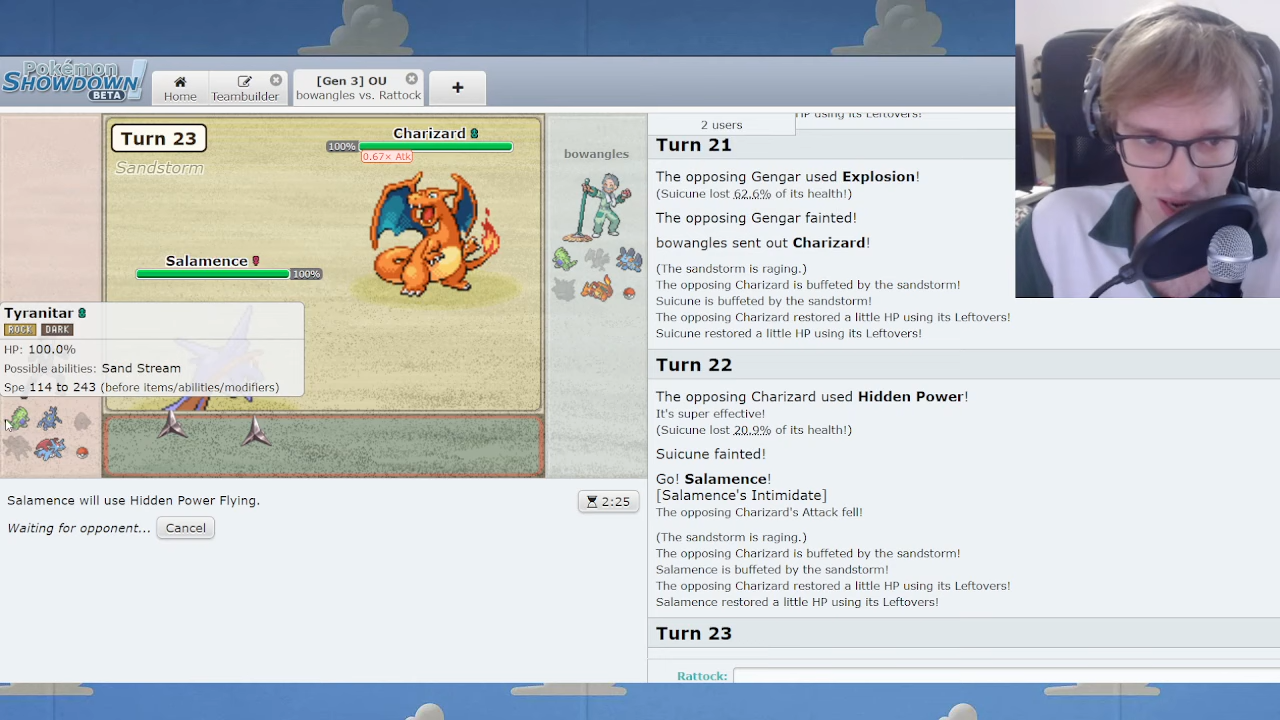 Pokémon
SHOWDOWN!
BETA
Home
Teambuilder
[Gen 3] OU
bowangles vs. Rattock
+
Turn 23
Sandstorm
Charizard
100%
0.67× Atk
Salamence
100%
Tyranitar
ROCK DARK
HP: 100.0%
Possible abilities: Sand Stream
Spe 114 to 243 (before items/abilities/modifiers)
bowangles
Salamence will use Hidden Power Flying.
2:25
Waiting for opponent... Cancel
2 users
HP using its Leftovers!
Turn 21
The opposing Gengar used Explosion!
(Suicune lost 62.6% of its health!)
The opposing Gengar fainted!
bowangles sent out Charizard!
(The sandstorm is raging.)
The opposing Charizard is buffeted by the sandstorm!
Suicune is buffeted by the sandstorm!
The opposing Charizard restored a little HP using its Leftovers!
Suicune restored a little HP using its Leftovers!
Turn 22
The opposing Charizard used Hidden Power!
It's super effective!
(Suicune lost 20.9% of its health!)
Suicune fainted!
Go! Salamence!
[Salamence's Intimidate]
The opposing Charizard's Attack fell!
(The sandstorm is raging.)
The opposing Charizard is buffeted by the sandstorm!
Salamence is buffeted by the sandstorm!
The opposing Charizard restored a little HP using its Leftovers!
Salamence restored a little HP using its Leftovers!
Turn 23
Rattock: